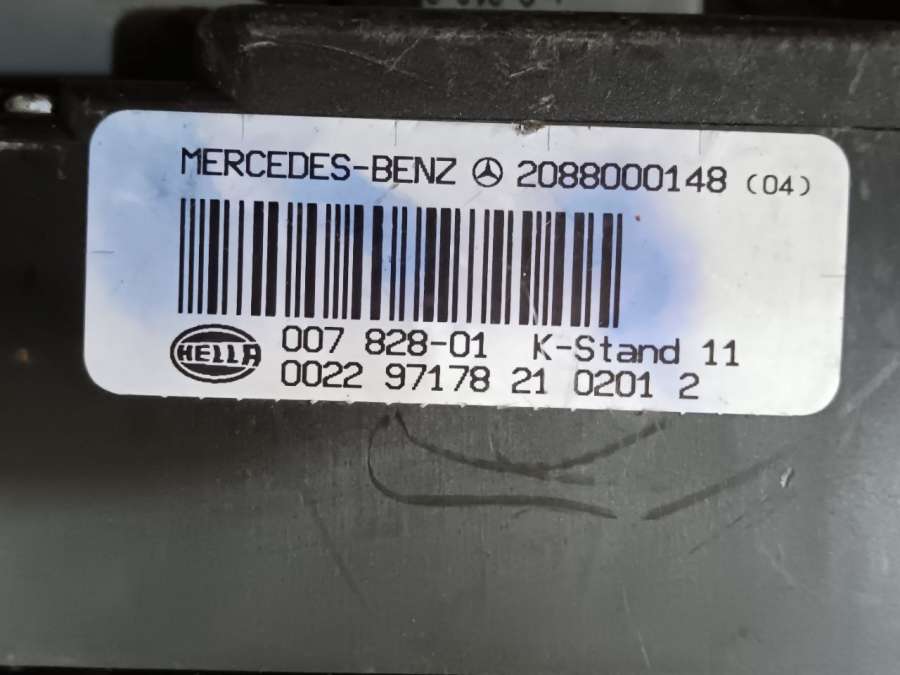 MERCEDES-BENZ 2088000148 (04)
HELLA
007 828-01 K-Stand 11
0022 97178 21 0201 2